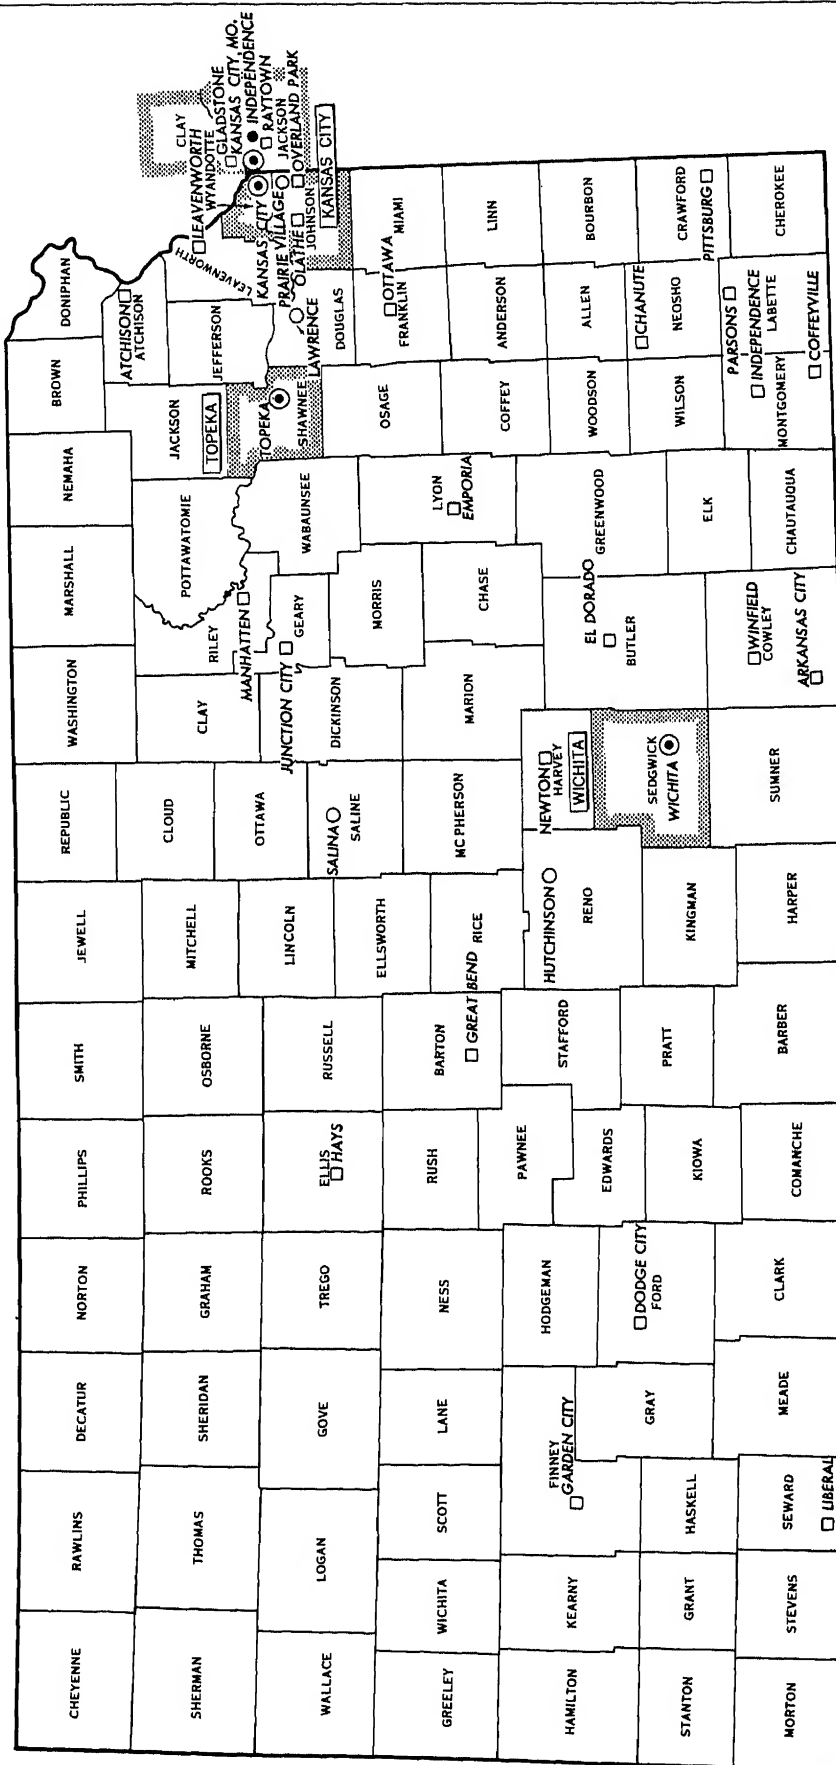 CHEYENNE
RAWLINS
DECATUR
NORTON
PHILLIPS
SMITH
JEWELL
REPUBLIC
WASHINGTON
MARSHALL
NEMAHA
BROWN
DONIPHAN
SHERMAN
THOMAS
SHERIDAN
GRAHAM
ROOKS
OSBORNE
MITCHELL
CLOUD
CLAY
RILEY
POTTAWATOMIE
JACKSON
ATCHISON
ATCHISON
JEFFERSON
LEAVENWORTH
LEAVENWORTH
WYANDOTTE
CLAY
GLADSTONE
KANSAS CITY, MO.
INDEPENDENCE
RAYTOWN
JACKSON
OVERLAND PARK
KANSAS CITY
KANSAS CITY
PRAIRIE VILLAGE
OLATHE
JOHNSON
WALLACE
LOGAN
GOVE
TREGO
ELLIS
HAYS
RUSSELL
LINCOLN
OTTAWA
MANHATTEN
JUNCTION CITY
GEARY
DICKINSON
WABAUNSEE
TOPEKA
TOPEKA
SHAWNEE
LAWRENCE
DOUGLAS
GREELEY
WICHITA
SCOTT
LANE
NESS
RUSH
BARTON
GREAT BEND
ELLSWORTH
RICE
SALINA
SALINE
MC PHERSON
MARION
MORRIS
CHASE
LYON
EMPORIA
OSAGE
OTTAWA
FRANKLIN
MIAMI
COFFEY
ANDERSON
LINN
HAMILTON
KEARNY
FINNEY
GARDEN CITY
GRAY
HODGEMAN
DODGE CITY
FORD
PAWNEE
EDWARDS
STAFFORD
HUTCHINSON
RENO
NEWTON
HARVEY
WICHITA
SEDGWICK
WICHITA
EL DORADO
BUTLER
GREENWOOD
WOODSON
ALLEN
BOURBON
STANTON
GRANT
HASKELL
KIOWA
PRATT
KINGMAN
ELK
WILSON
CHANUTE
NEOSHO
CRAWFORD
PITTSBURG
MORTON
STEVENS
SEWARD
LIBERAL
MEADE
CLARK
COMANCHE
BARBER
HARPER
SUMNER
WINFIELD
COWLEY
ARKANSAS CITY
CHAUTAUQUA
MONTGOMERY
PARSONS
INDEPENDENCE
LABETTE
COFFEYVILLE
CHEROKEE